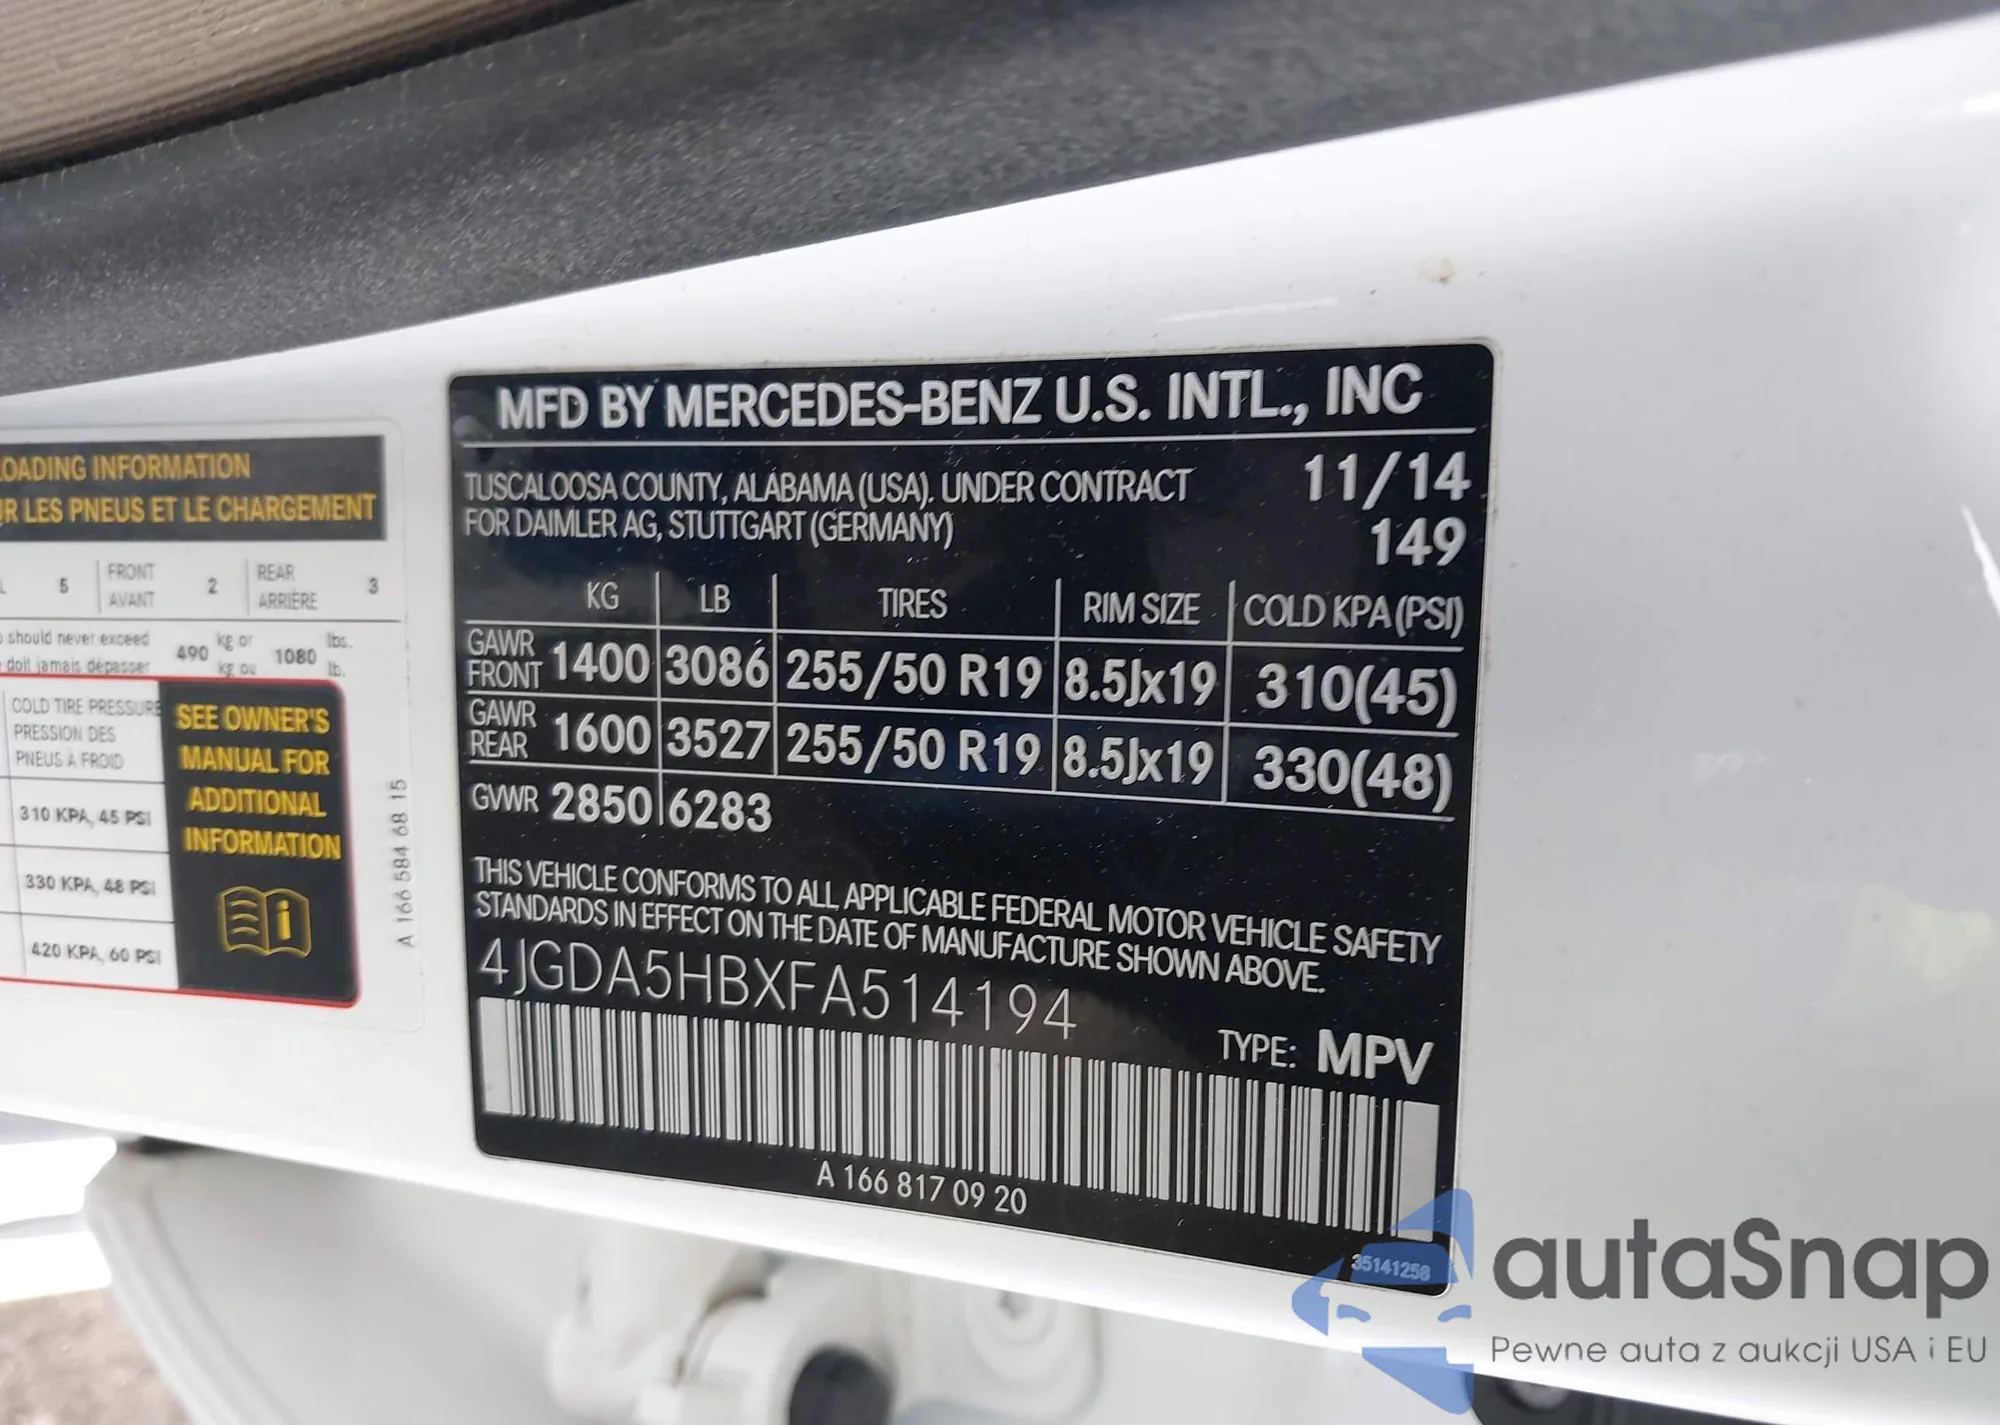 MFD BY MERCEDES-BENZ U.S. INTL., INC
TUSCALOOSA COUNTY, ALABAMA (USA). UNDER CONTRACT 11/14
FOR DAIMLER AG, STUTTGART (GERMANY) 149
KG LB TIRES RIM SIZE COLD KPA (PSI)
GAWR FRONT 1400 3086 255/50 R19 8.5Jx19 310(45)
GAWR REAR 1600 3527 255/50 R19 8.5Jx19 330(48)
GVWR 2850 6283
THIS VEHICLE CONFORMS TO ALL APPLICABLE FEDERAL MOTOR VEHICLE SAFETY
STANDARDS IN EFFECT ON THE DATE OF MANUFACTURE SHOWN ABOVE.
4JGDA5HBXFA514194
TYPE: MPV
A 166 817 09 20
35141258
LOADING INFORMATION
LES PNEUS ET LE CHARGEMENT
5 FRONT 2 REAR 3
AVANT ARRIÈRE
should never exceed 490 kg or 1080 lbs.
doit jamais dépasser kg ou lb.
COLD TIRE PRESSURE
PRESSION DES
PNEUS À FROID
310 KPA, 45 PSI
330 KPA, 48 PSI
420 KPA, 60 PSI
SEE OWNER'S
MANUAL FOR
ADDITIONAL
INFORMATION
A 166 584 68 15
autaSnap
Pewne auta z aukcji USA i EU